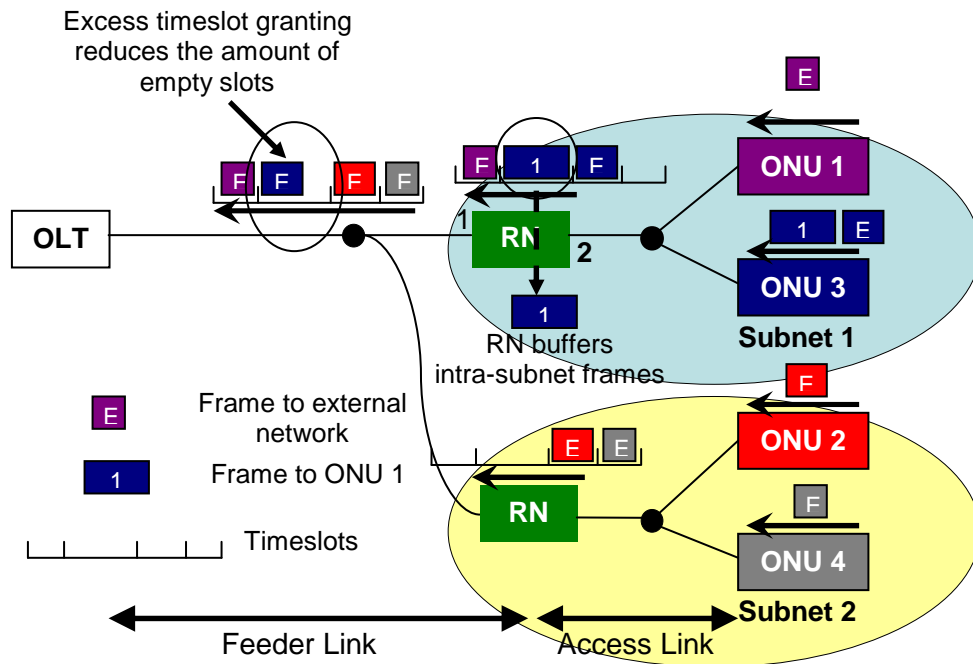 Excess timeslot granting
reduces the amount of
empty slots
E
F F F F
F 1 F
ONU 1
1 E
OLT
1
RN
2
ONU 3
1
Subnet 1
RN buffers
intra-subnet frames
F
E
Frame to external
network
E E
ONU 2
1
Frame to ONU 1
F
RN
Timeslots
ONU 4
Subnet 2
Feeder Link
Access Link